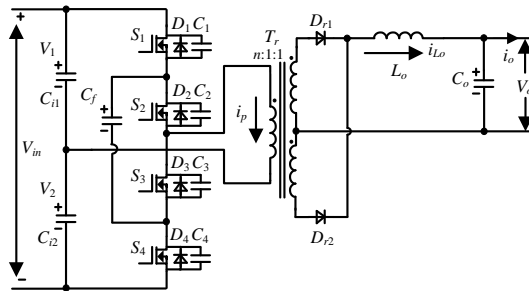 +
S1 D1 C1
V1
+
−
Ci1
Cf
+
−
S2 D2 C2
Vin
V2
+
−
Ci2
S3 D3 C3
S4 D4 C4
−
Tr
n:1:1
ip
Dr1
Dr2
Lo
iLo
io
Co
+
−
+
Vo
−